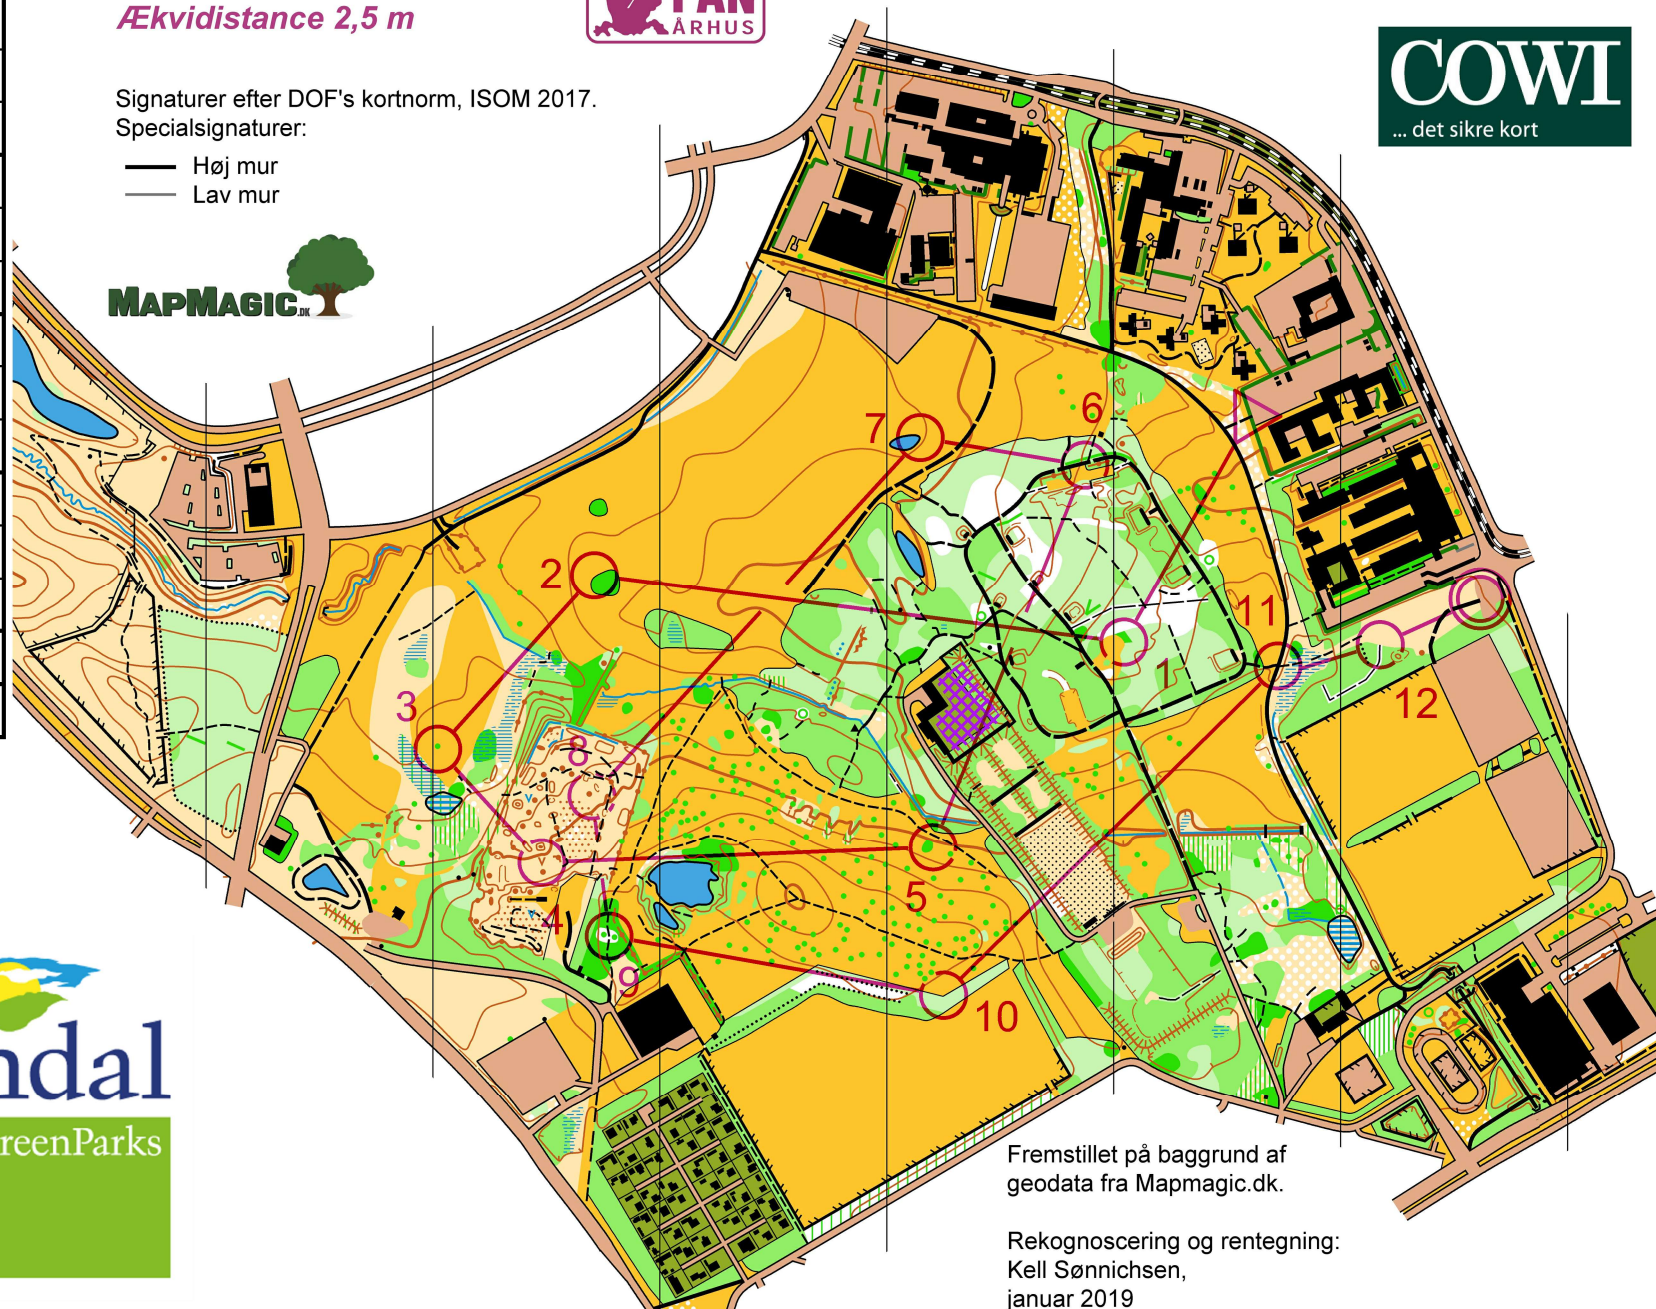 Ækvidistance 2,5 m
PAN
ÅRHUS
Signaturer efter DOF's kortnorm, ISOM 2017.
Specialsignaturer:
Høj mur
Lav mur
MAPMAGIC.DK
COWI
... det sikre kort
7
6
2
11
1
3
12
8
5
4
9
10
ndal
reenParks
Fremstillet på baggrund af
geodata fra Mapmagic.dk.
Rekognoscering og rentegning:
Kell Sønnichsen,
januar 2019